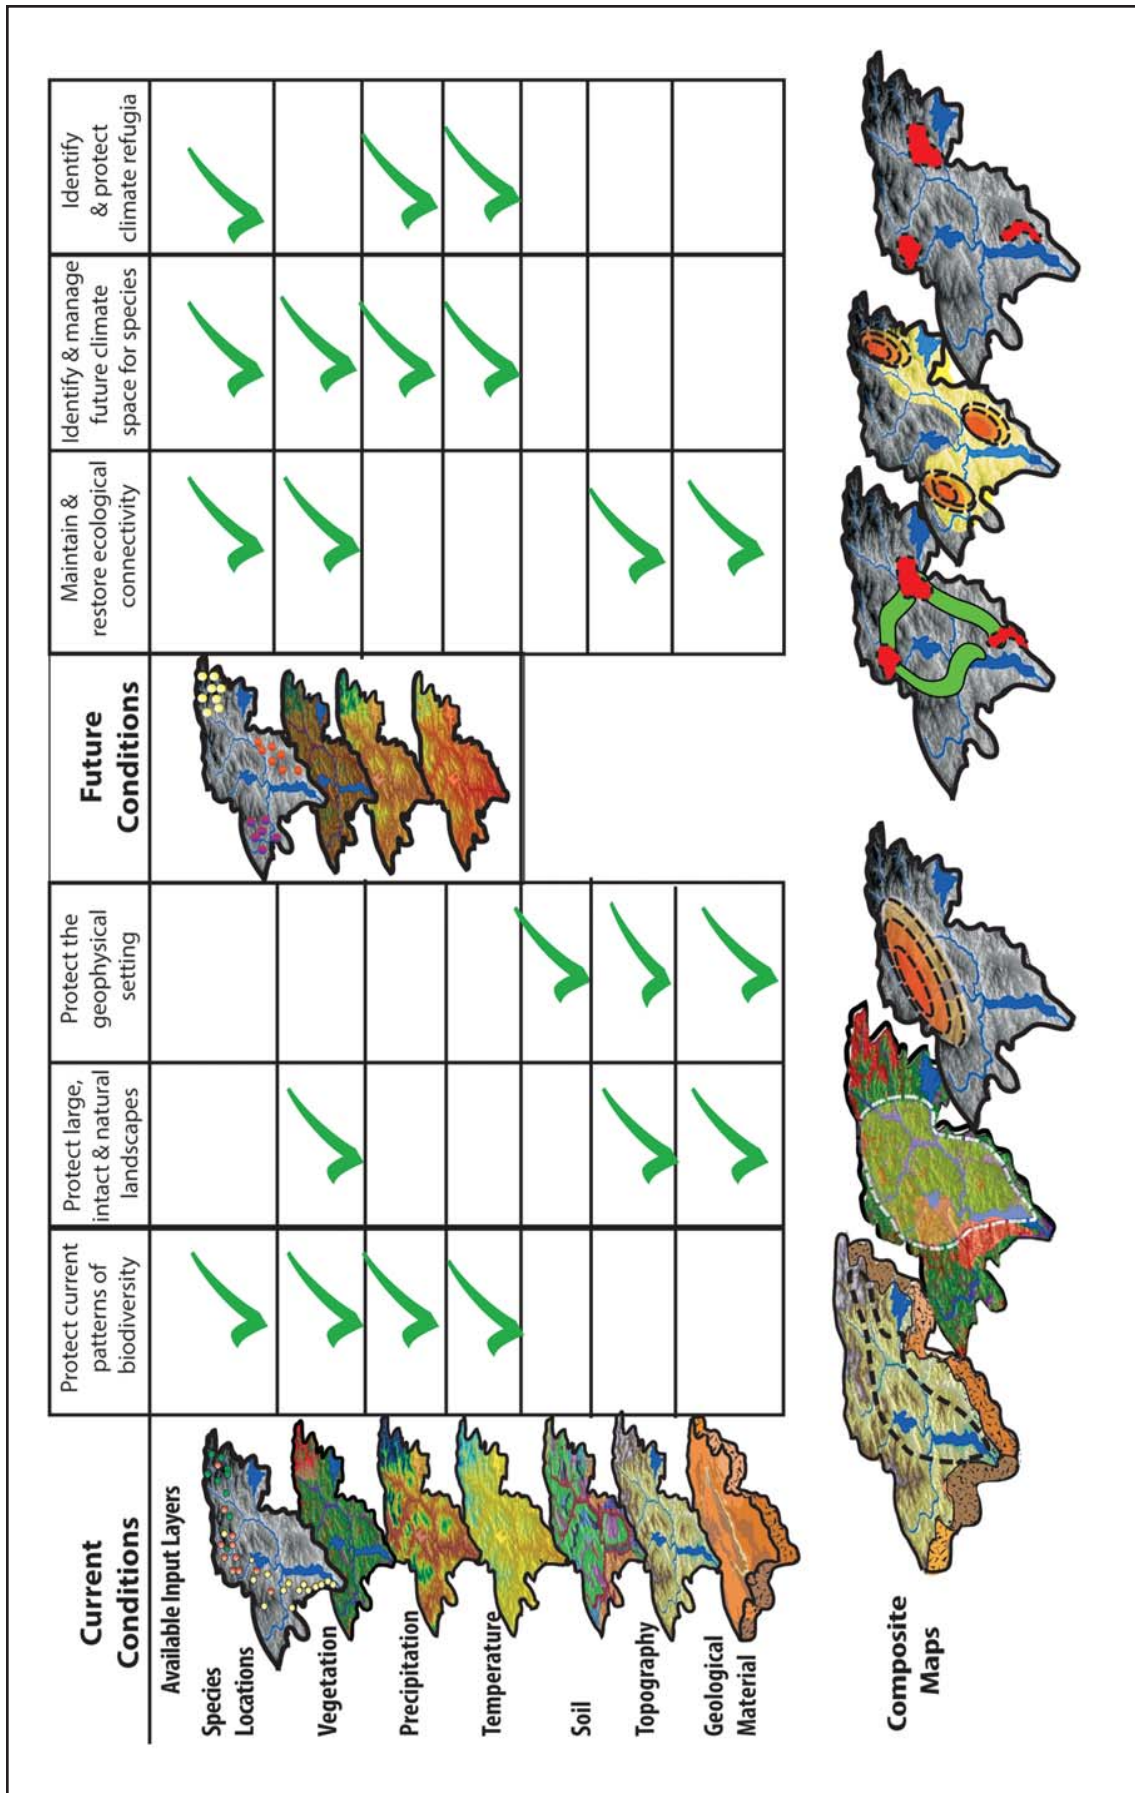 Current
Conditions
Protect current
patterns of
biodiversity
Protect large,
intact & natural
landscapes
Protect the
geophysical
setting
Future
Conditions
Maintain &
restore ecological
connectivity
Identify & manage
future climate
space for species
Identify
& protect
climate refugia
Available Input Layers
Species
Locations
Vegetation
Precipitation
Temperature
Soil
Topography
Geological
Material
Composite
Maps